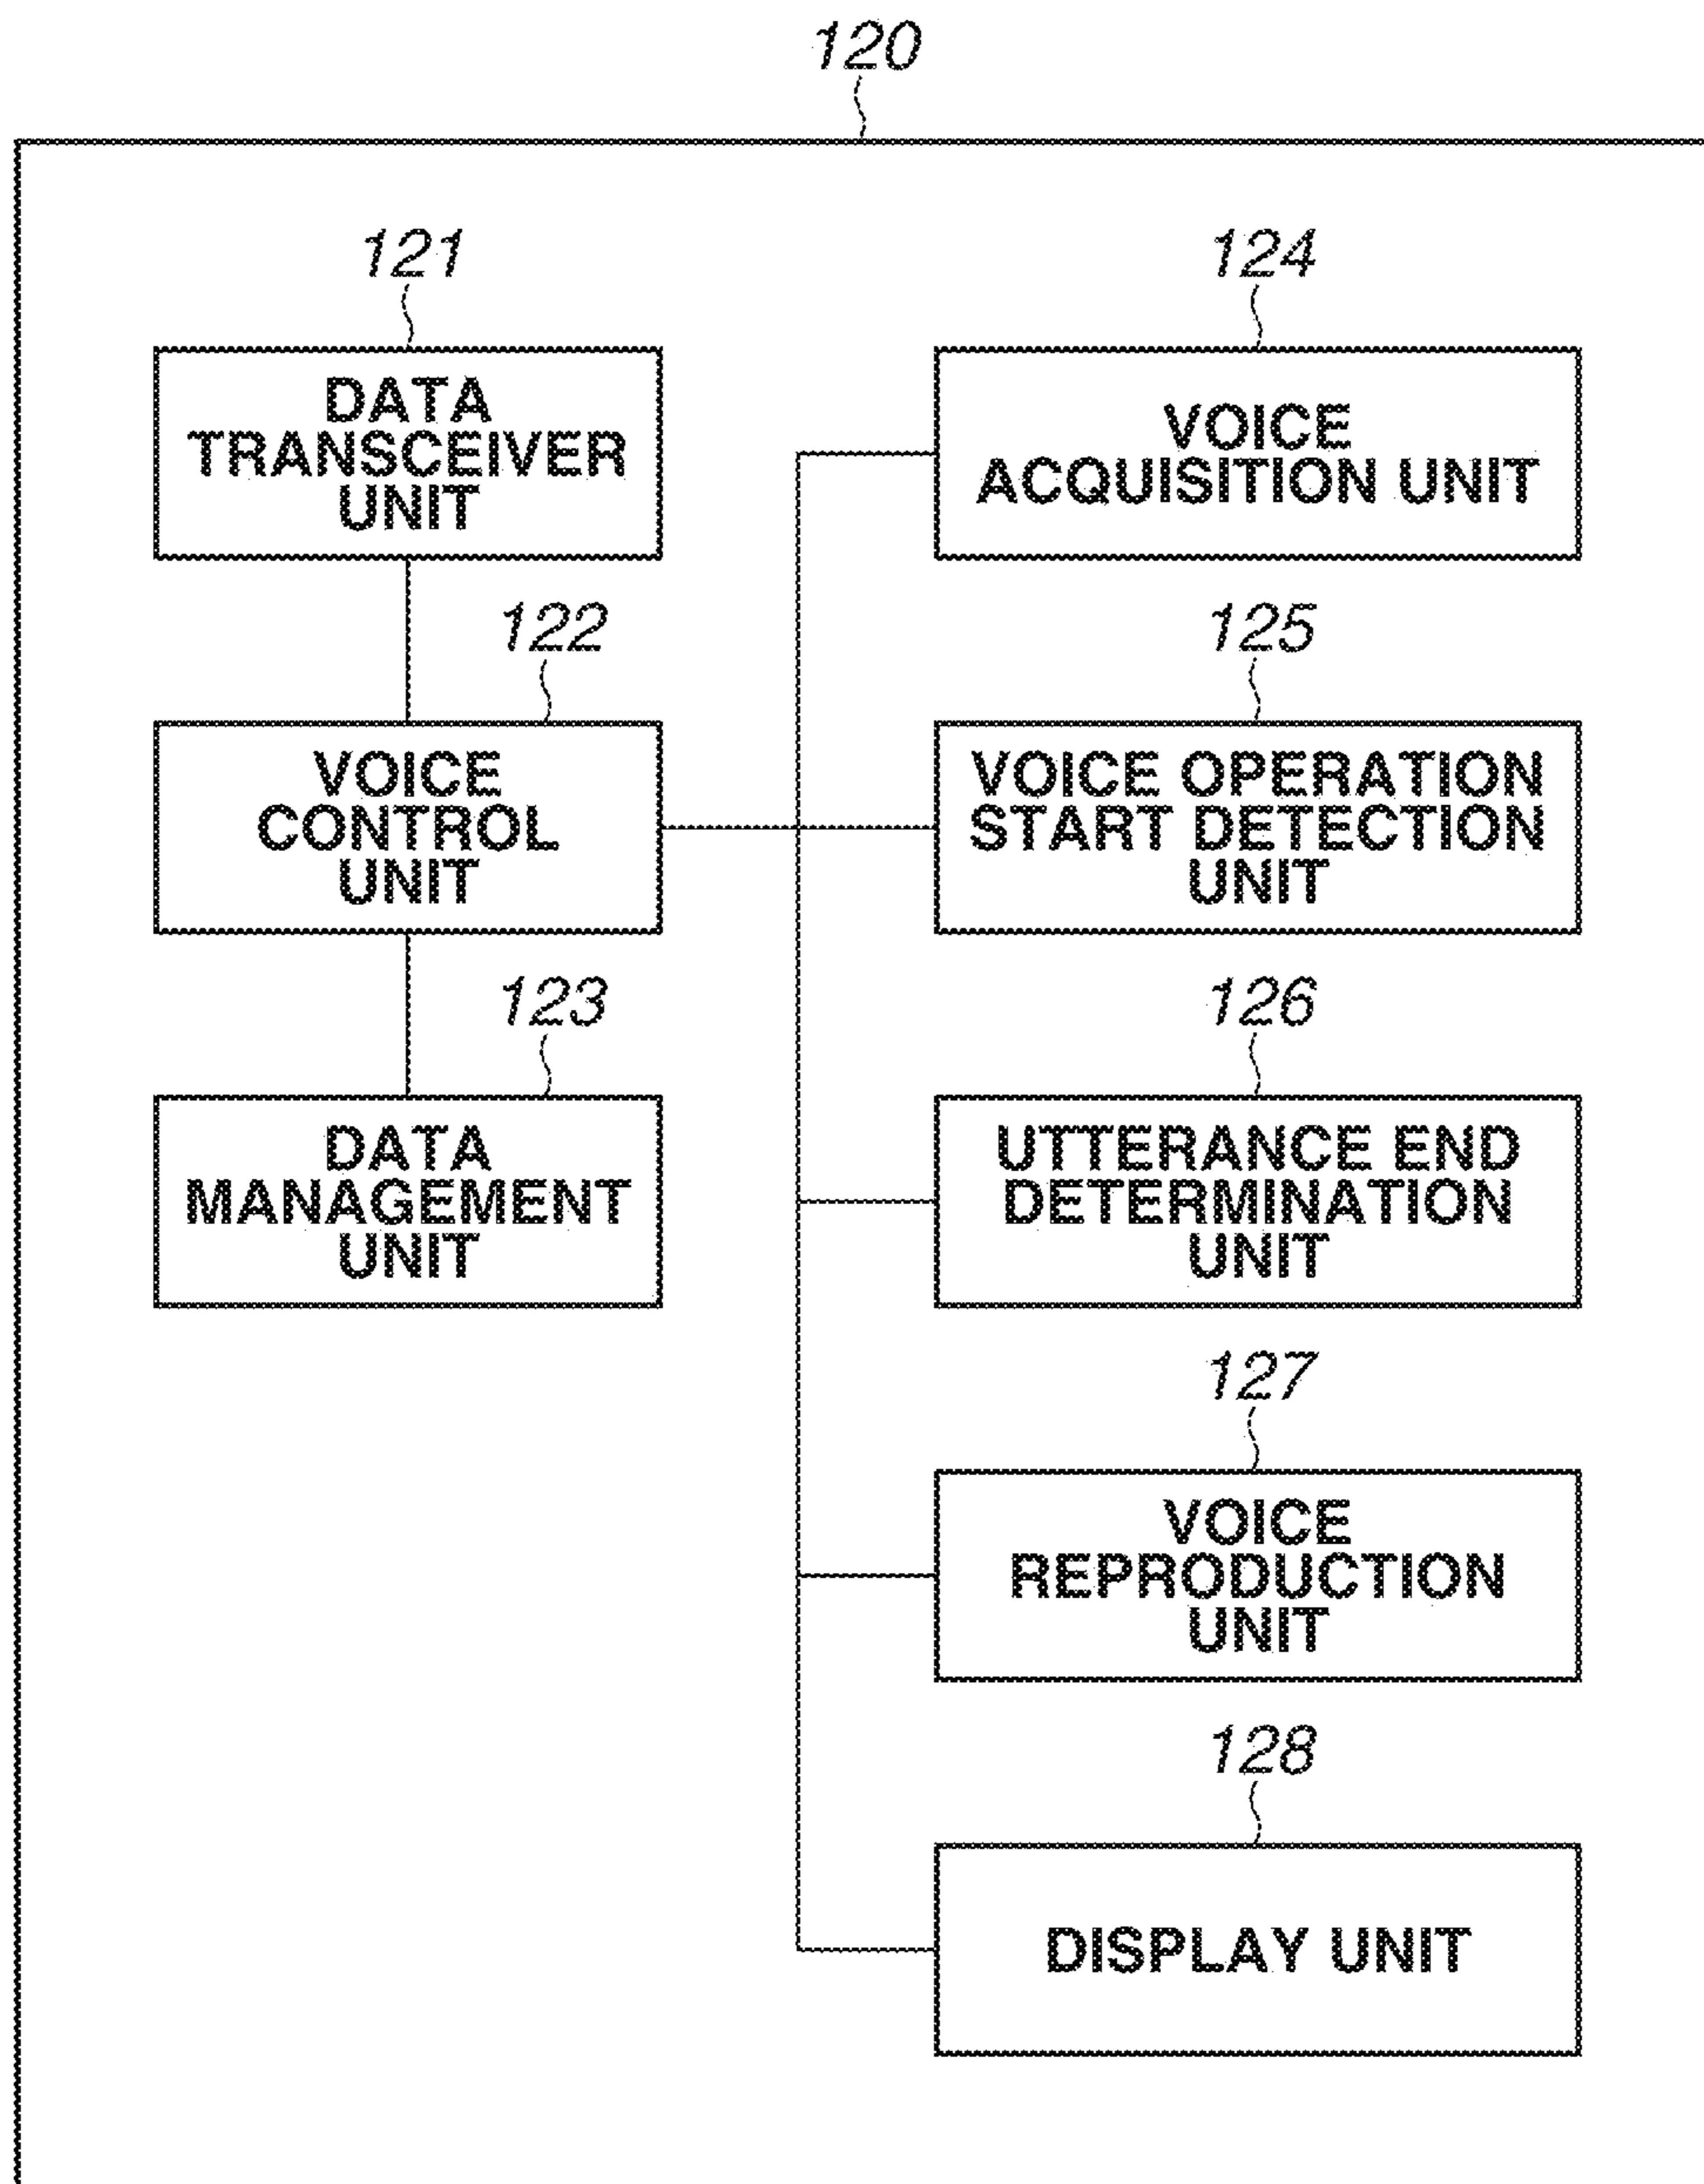 120
121
DATA
TRANSCEIVER
UNIT
122
VOICE
CONTROL
UNIT
123
DATA
MANAGEMENT
UNIT
124
VOICE
ACQUISITION UNIT
125
VOICE OPERATION
START DETECTION
UNIT
126
UTTERANCE END
DETERMINATION
UNIT
127
VOICE
REPRODUCTION
UNIT
128
DISPLAY UNIT